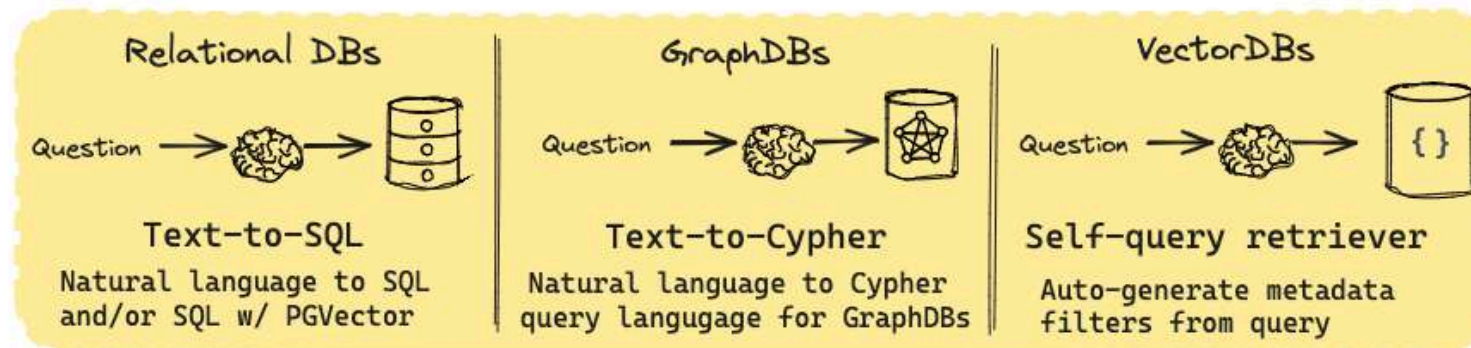 Relational DBs
Question
Text-to-SQL
Natural language to SQL
and/or SQL w/ PGVector
GraphDBs
Question
Text-to-Cypher
Natural language to Cypher
query langugage for GraphDBs
VectorDBs
Question
{ }
Self-query retriever
Auto-generate metadata
filters from query